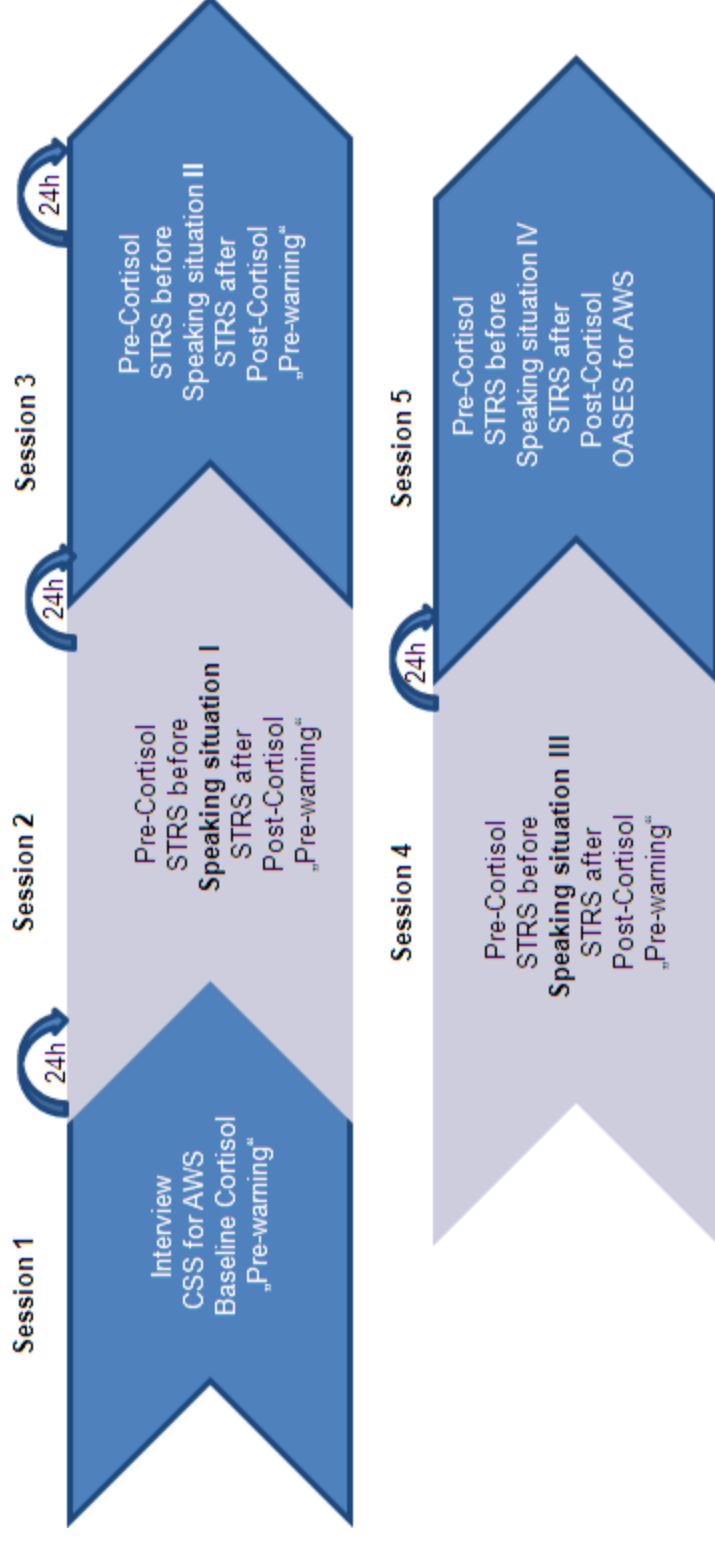 Session 1
Interview
CSS for AWS
Baseline Cortisol
„Pre-warning“
24h
Session 2
Pre-Cortisol
STRS before
Speaking situation I
STRS after
Post-Cortisol
„Pre-warning“
24h
Session 3
Pre-Cortisol
STRS before
Speaking situation II
STRS after
Post-Cortisol
„Pre-warning“
24h
Session 4
Pre-Cortisol
STRS before
Speaking situation III
STRS after
Post-Cortisol
„Pre-warning“
24h
Session 5
Pre-Cortisol
STRS before
Speaking situation IV
STRS after
Post-Cortisol
OASES for AWS